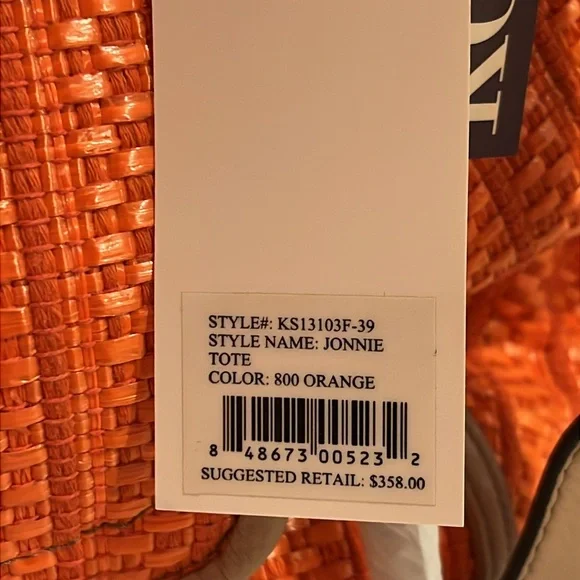 STYLE#: KS13103F-39
STYLE NAME: JONNIE
TOTE
COLOR: 800 ORANGE
8 48673 00523 2
SUGGESTED RETAIL: $358.00